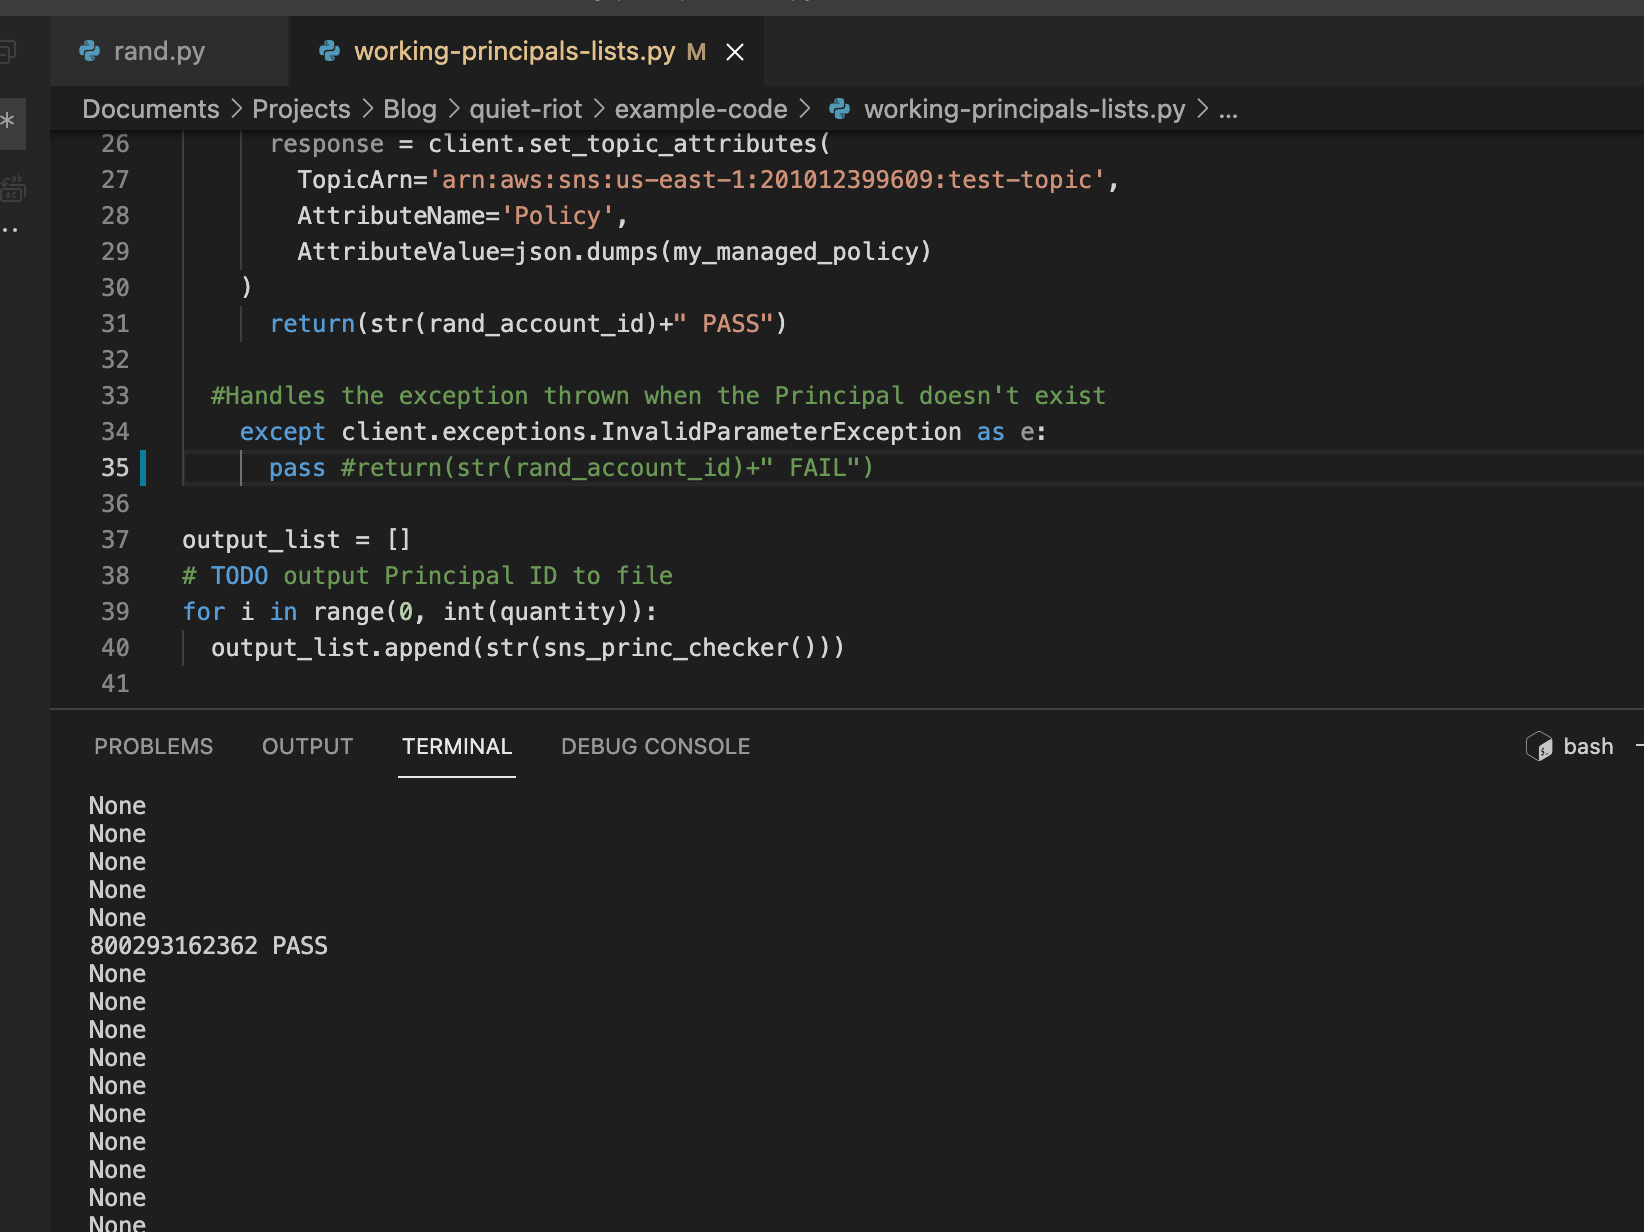 rand.py
working-principals-lists.py M
Documents > Projects > Blog > quiet-riot > example-code > working-principals-lists.py > ...
26 response = client.set_topic_attributes(
27 TopicArn='arn:aws:sns:us-east-1:201012399609:test-topic',
28 AttributeName='Policy',
29 AttributeValue=json.dumps(my_managed_policy)
30 )
31 return(str(rand_account_id)+" PASS")
32
33 #Handles the exception thrown when the Principal doesn't exist
34 except client.exceptions.InvalidParameterException as e:
35 pass #return(str(rand_account_id)+" FAIL")
36
37 output_list = []
38 # TODO output Principal ID to file
39 for i in range(0, int(quantity)):
40 output_list.append(str(sns_princ_checker()))
41
PROBLEMS OUTPUT TERMINAL DEBUG CONSOLE bash
None
None
None
None
None
800293162362 PASS
None
None
None
None
None
None
None
None
None
None